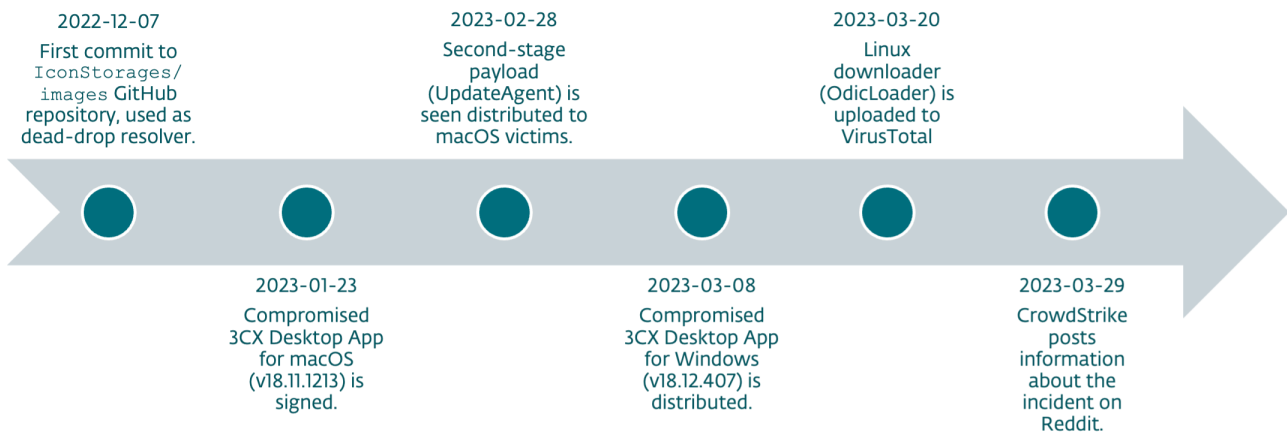 2022-12-07
First commit to
IconStorages/
images GitHub
repository, used as
dead-drop resolver.
2023-01-23
Compromised
3CX Desktop App
for macOS
(v18.11.1213) is
signed.
2023-02-28
Second-stage
payload
(UpdateAgent) is
seen distributed to
macOS victims.
2023-03-08
Compromised
3CX Desktop App
for Windows
(v18.12.407) is
distributed.
2023-03-20
Linux
downloader
(OdicLoader) is
uploaded to
VirusTotal
2023-03-29
CrowdStrike
posts
information
about the
incident on
Reddit.